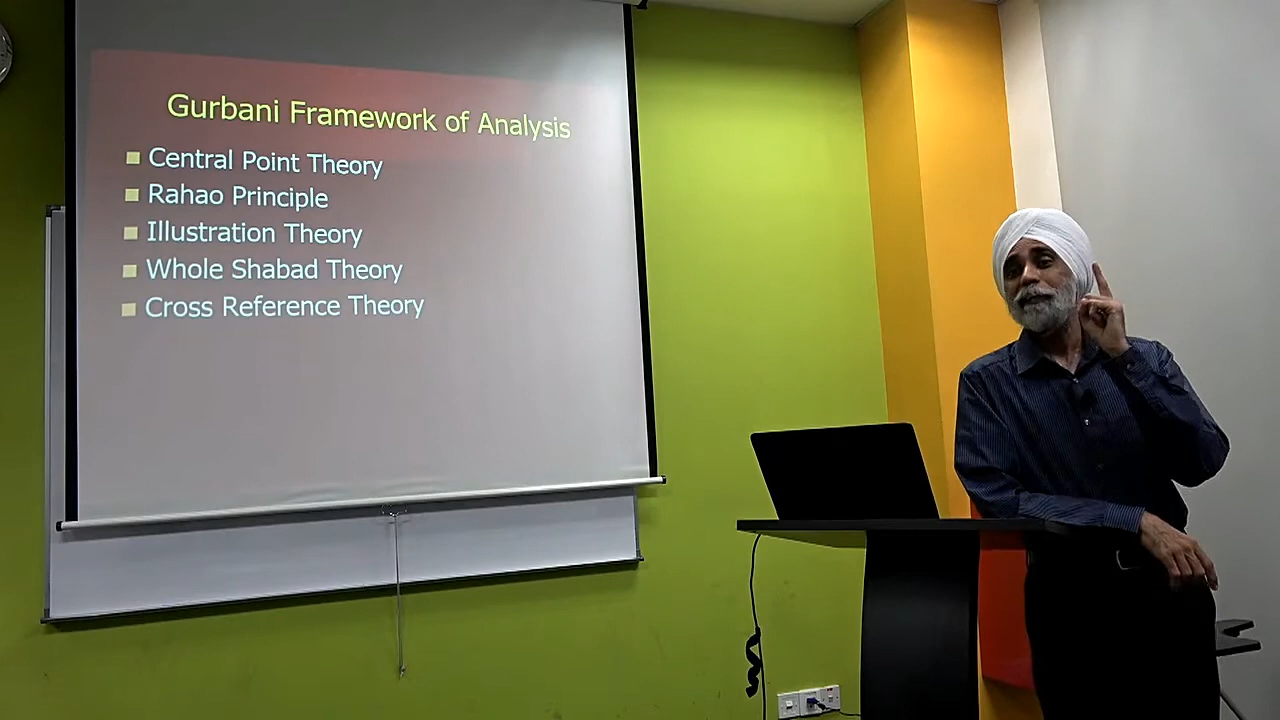 Gurbani Framework of Analysis
Central Point Theory
Rahao Principle
Illustration Theory
Whole Shabad Theory
Cross Reference Theory